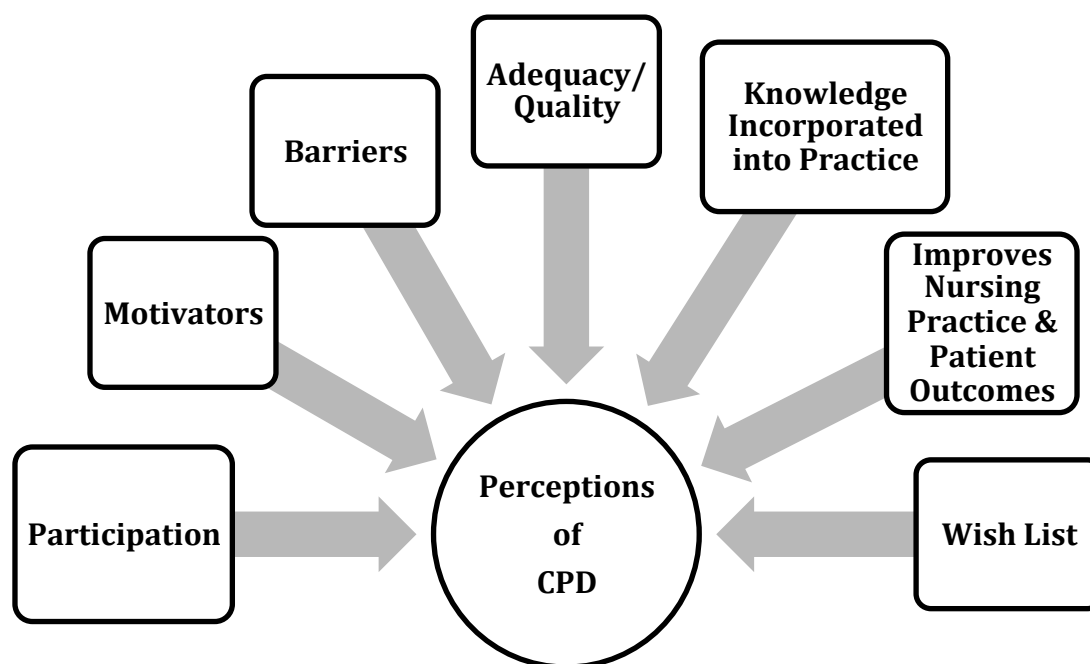 Adequacy/
Quality
Knowledge
Incorporated
into Practice
Barriers
Improves
Nursing
Practice &
Patient
Outcomes
Motivators
Perceptions
of
CPD
Participation
Wish List